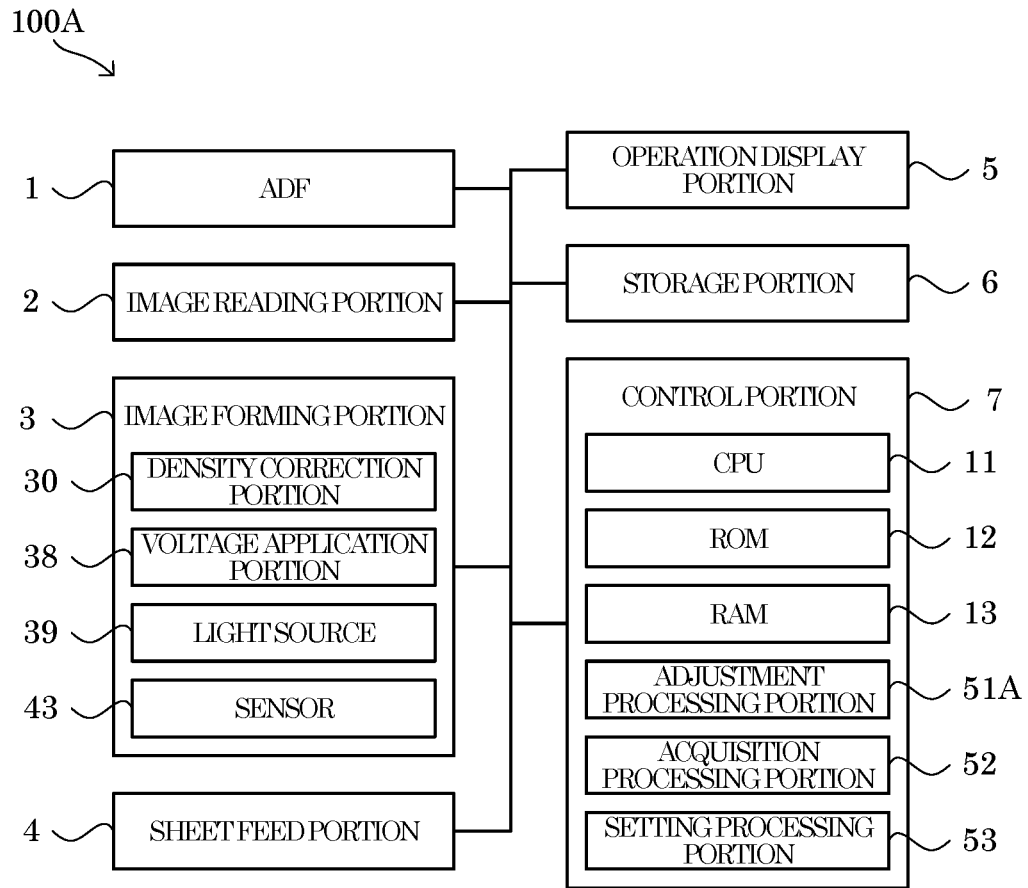 100A
1
ADF
2
IMAGE READING PORTION
3
IMAGE FORMING PORTION
30
DENSITY CORRECTION
PORTION
38
VOLTAGE APPLICATION
PORTION
39
LIGHT SOURCE
43
SENSOR
4
SHEET FEED PORTION
OPERATION DISPLAY
PORTION
5
STORAGE PORTION
6
CONTROL PORTION
7
CPU
11
ROM
12
RAM
13
ADJUSTMENT
PROCESSING PORTION
51A
ACQUISITION
PROCESSING PORTION
52
SETTING PROCESSING
PORTION
53